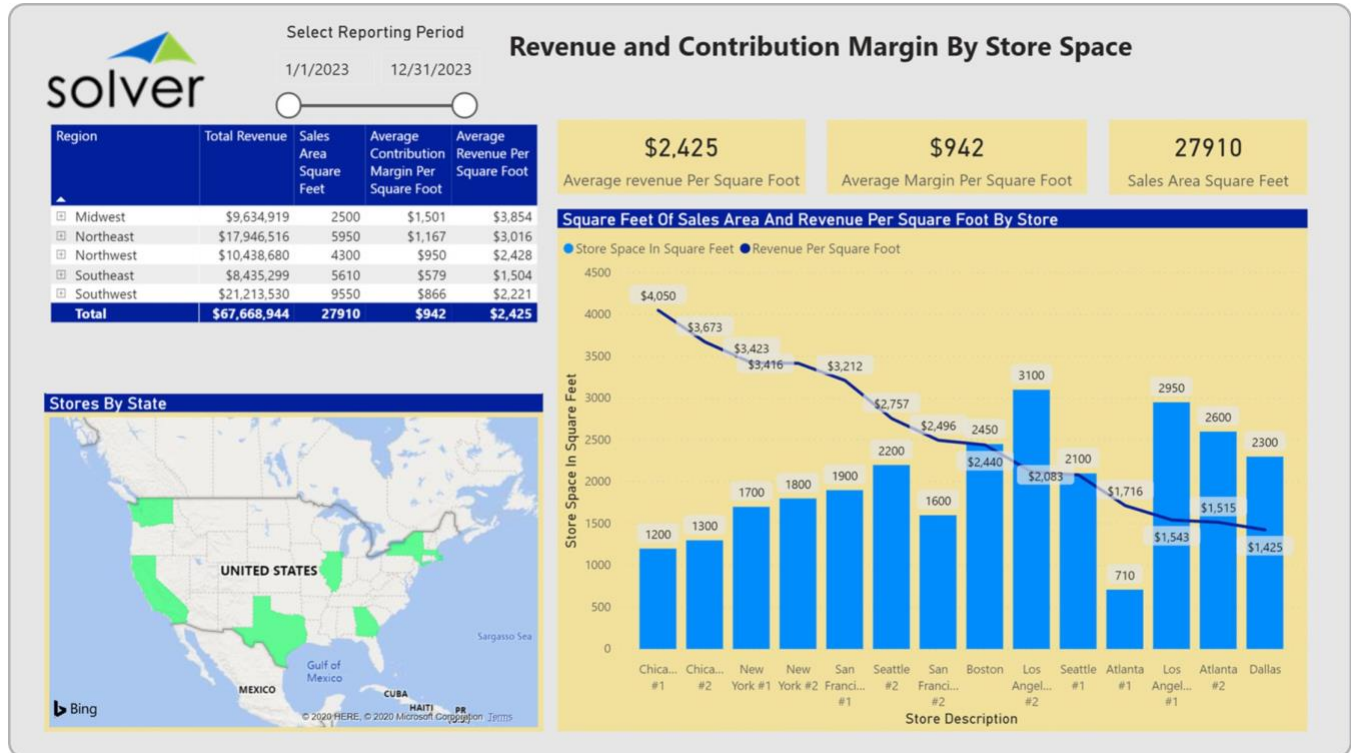 solver
Select Reporting Period
1/1/2023 12/31/2023
Revenue and Contribution Margin By Store Space
Region Total Revenue Sales Area Square Feet Average Contribution Margin Per Square Foot Average Revenue Per Square Foot
Midwest $9,634,919 2500 $1,501 $3,854
Northeast $17,946,516 5950 $1,167 $3,016
Northwest $10,438,680 4300 $950 $2,428
Southeast $8,435,299 5610 $579 $1,504
Southwest $21,213,530 9550 $866 $2,221
Total $67,668,944 27910 $942 $2,425
$2,425
Average revenue Per Square Foot
$942
Average Margin Per Square Foot
27910
Sales Area Square Feet
Stores By State
UNITED STATES
Sargasso Sea
Gulf of
Mexico
MEXICO
CUBA
HAITI
PR
(U.S.)
Bing
© 2020 HERE, © 2020 Microsoft Corporation Terms
Square Feet Of Sales Area And Revenue Per Square Foot By Store
Store Space In Square Feet Revenue Per Square Foot
Store Space In Square Feet
4500
4000
3500
3000
2500
2000
1500
1000
500
0
$4,050
$3,673
$3,423
$3,416
$3,212
$2,757
$2,496
$2,440
$2,083
$1,716
$1,543
$1,515
$1,425
1200
1300
1700
1800
1900
2200
1600
2450
3100
2100
710
2950
2600
2300
Chica... #1
Chica... #2
New York #1
New York #2
San Franci... #1
Seattle #2
San Franci... #2
Boston
Los Angel... #2
Seattle #1
Atlanta #1
Los Angel... #1
Atlanta #2
Dallas
Store Description